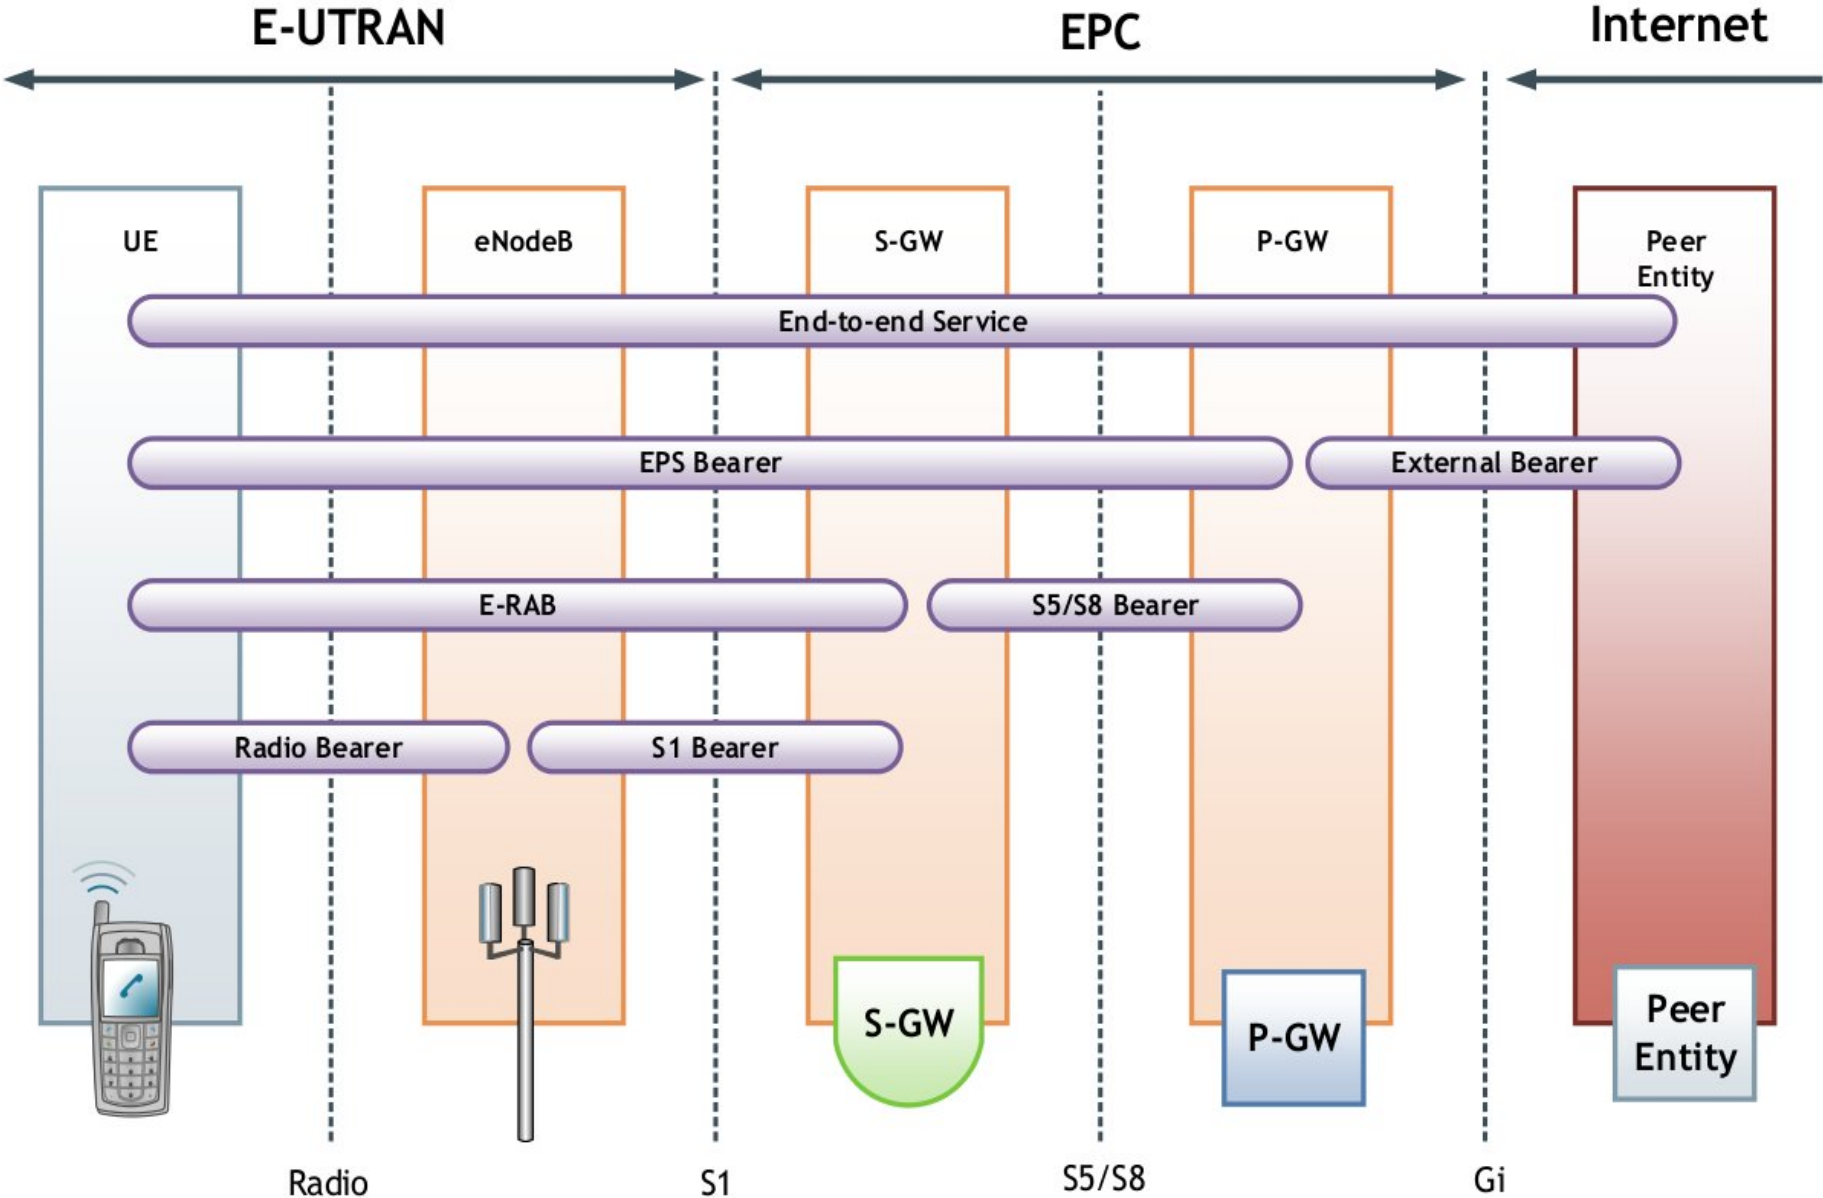 E-UTRAN
EPC
Internet
UE
eNodeB
S-GW
P-GW
Peer
Entity
End-to-end Service
EPS Bearer
External Bearer
E-RAB
S5/S8 Bearer
Radio Bearer
S1 Bearer
S-GW
P-GW
Peer
Entity
Radio
S1
S5/S8
Gi